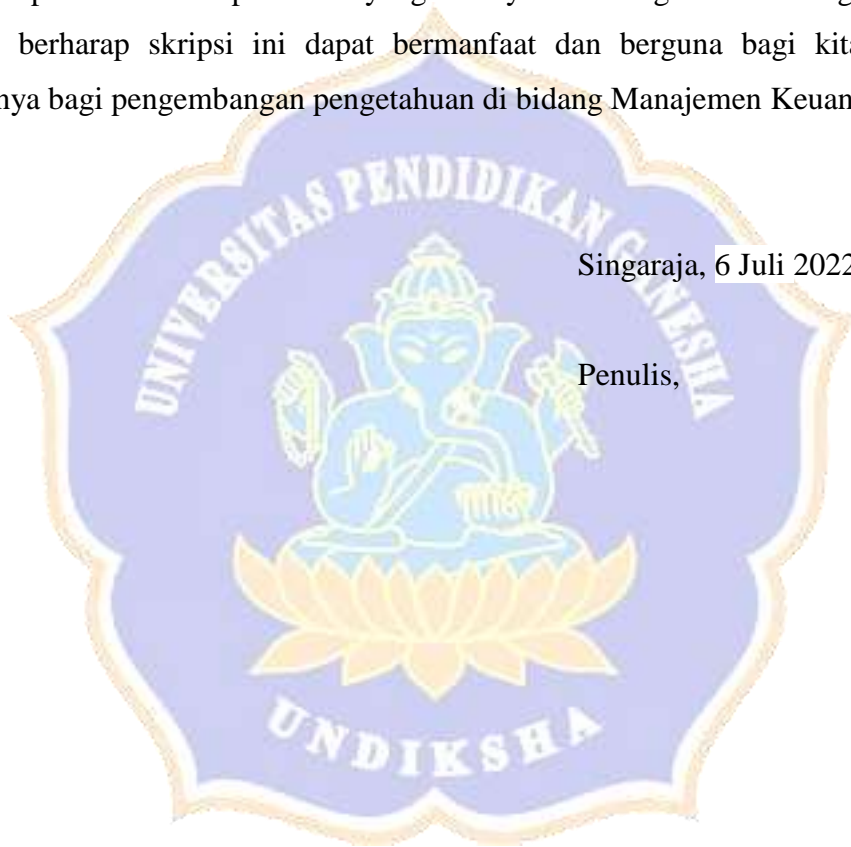 berharap skripsi ini dapat bermanfaat dan berguna bagi kita
nya bagi pengembangan pengetahuan di bidang Manajemen Keuan
UNIVERSITAS PENDIDIKAN GANESHA
Singaraja, 6 Juli 2022
Penulis,
UNDIKSHA